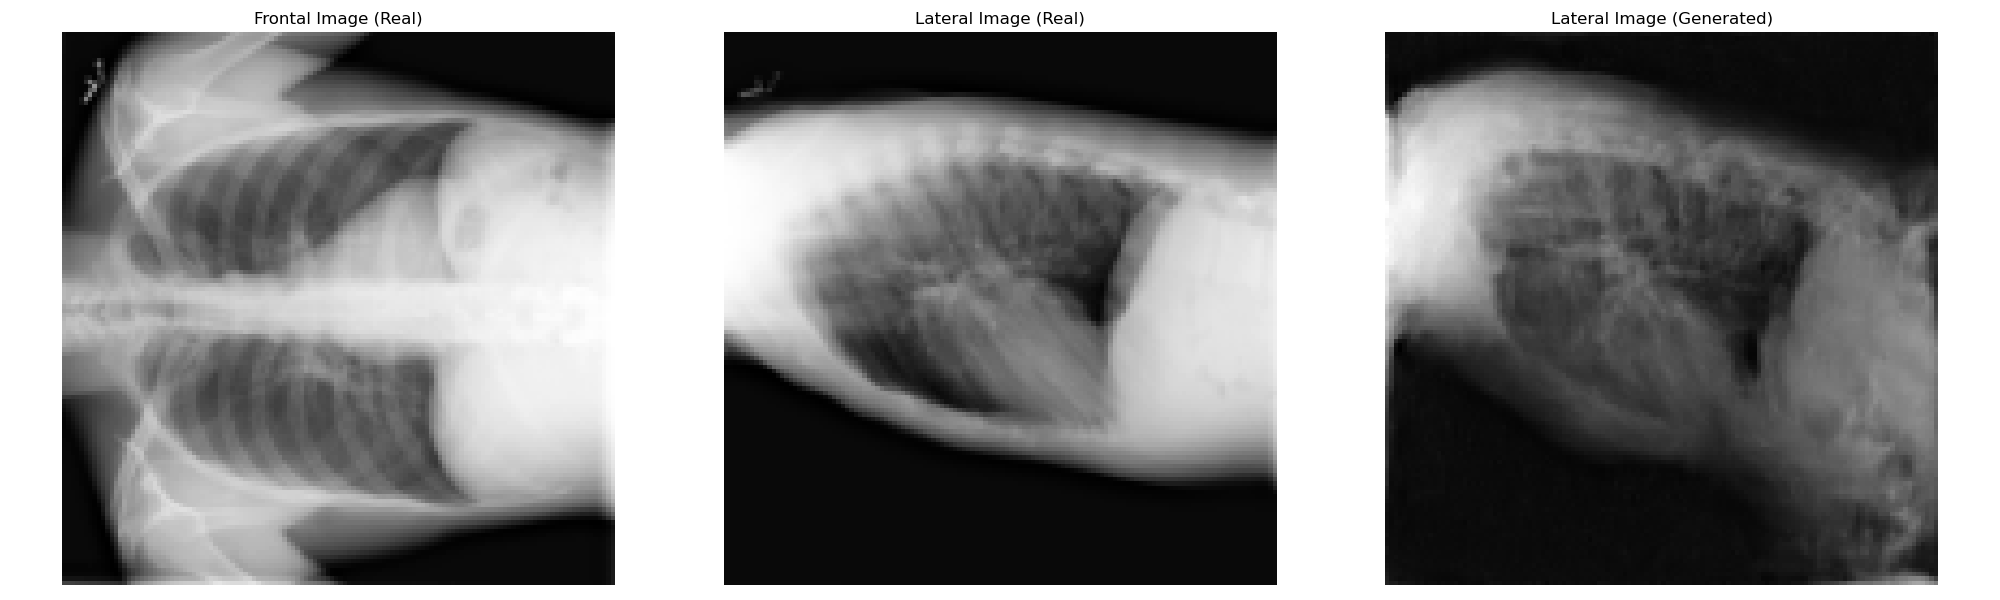 Frontal Image (Real)
Lateral Image (Real)
Lateral Image (Generated)